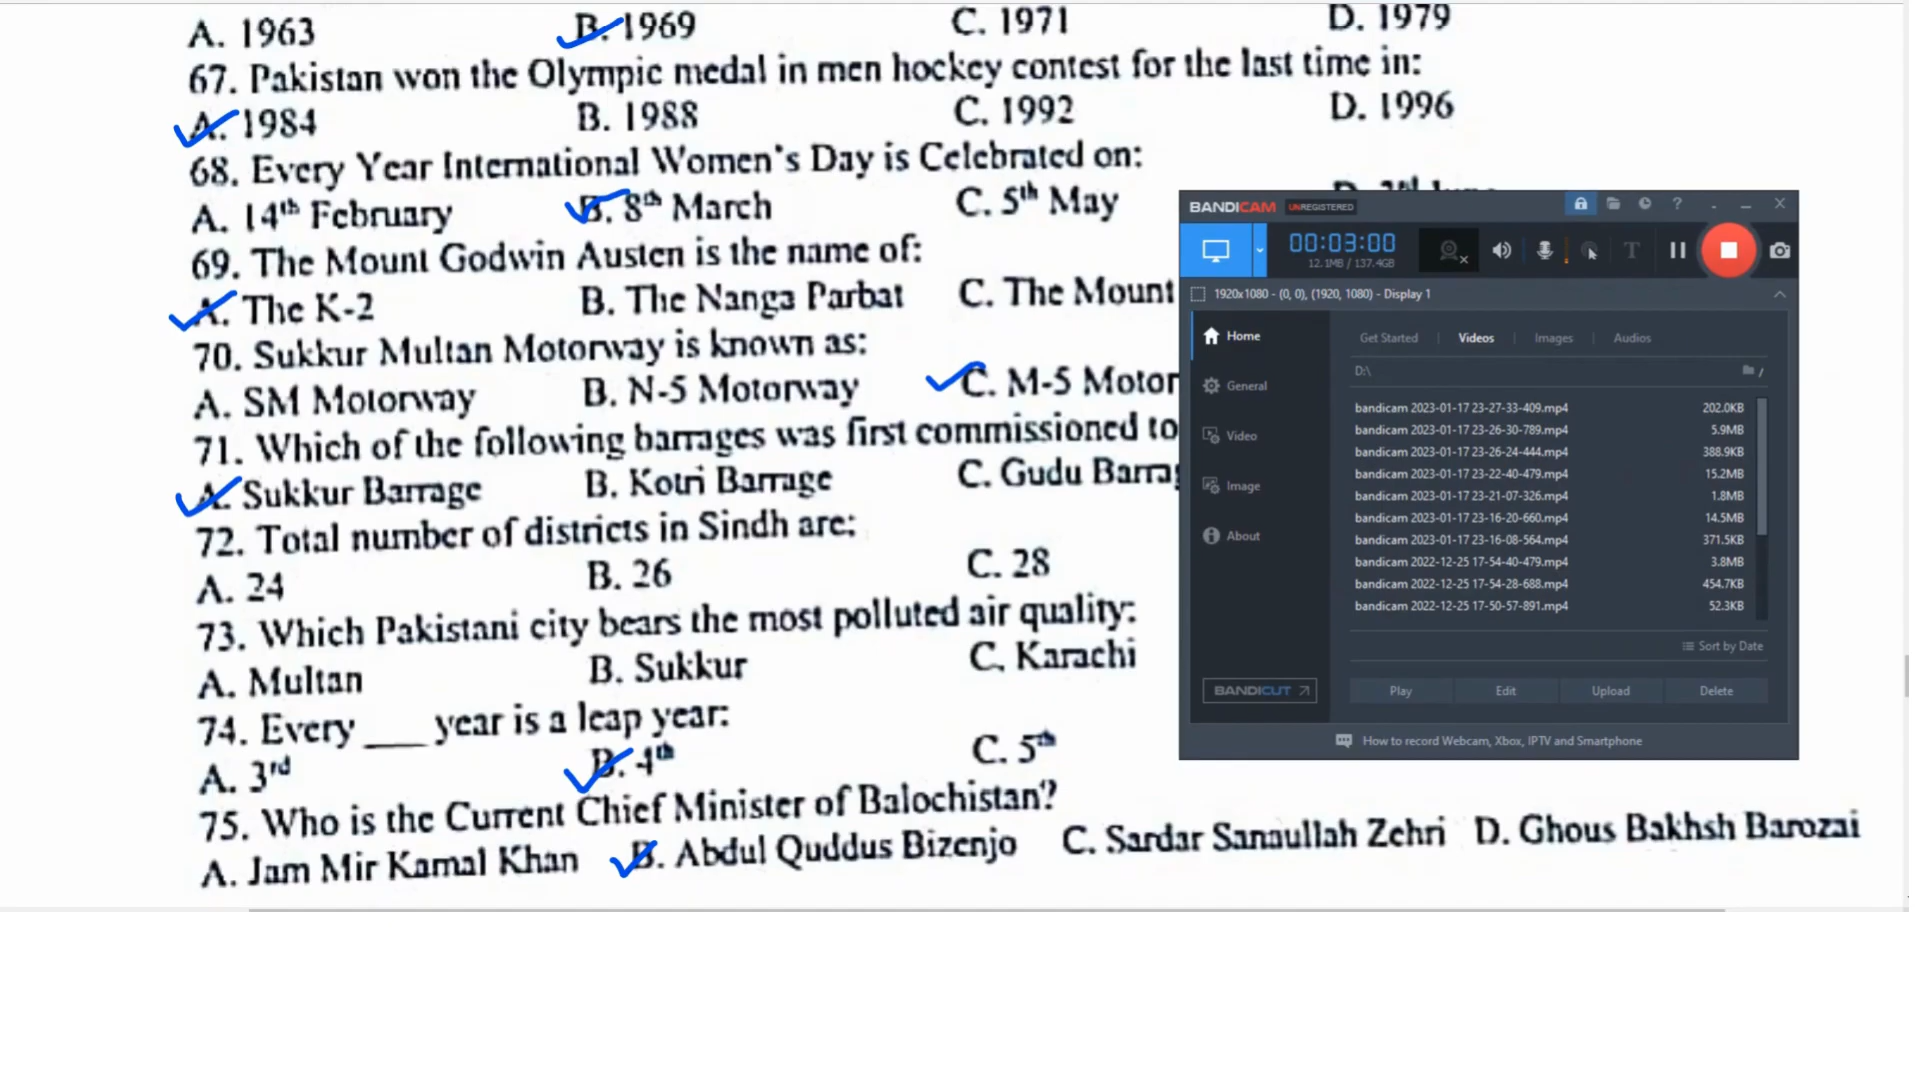 A. 1963 B. 1969 C. 1971 D. 1979
67. Pakistan won the Olympic medal in men hockey contest for the last time in:
A. 1984 B. 1988 C. 1992 D. 1996
68. Every Year International Women's Day is Celebrated on:
A. 14th February B. 8th March C. 5th May
69. The Mount Godwin Austen is the name of:
A. The K-2 B. The Nanga Parbat C. The Mount
70. Sukkur Multan Motorway is known as:
A. SM Motorway B. N-5 Motorway C. M-5 Motor
71. Which of the following barrages was first commissioned to
A. Sukkur Barrage B. Kotri Barrage C. Gudu Barrag
72. Total number of districts in Sindh are:
A. 24 B. 26 C. 28
73. Which Pakistani city bears the most polluted air quality:
A. Multan B. Sukkur C. Karachi
74. Every ___ year is a leap year:
A. 3rd B. 4th C. 5th
75. Who is the Current Chief Minister of Balochistan?
A. Jam Mir Kamal Khan B. Abdul Quddus Bizenjo C. Sardar Sanaullah Zehri D. Ghous Bakhsh Barozai
BANDICAM UNREGISTERED
00:03:00
12.1MB / 137.4GB
1920x1080 - (0, 0), (1920, 1080) - Display 1
Home
General
Video
Image
About
BANDICUT
Get Started Videos Images Audios
D:\
bandicam 2023-01-17 23-27-33-409.mp4 202.0KB
bandicam 2023-01-17 23-26-30-789.mp4 5.9MB
bandicam 2023-01-17 23-26-24-444.mp4 388.9KB
bandicam 2023-01-17 23-22-40-479.mp4 15.2MB
bandicam 2023-01-17 23-21-07-326.mp4 1.8MB
bandicam 2023-01-17 23-16-20-660.mp4 14.5MB
bandicam 2023-01-17 23-16-08-564.mp4 371.5KB
bandicam 2022-12-25 17-54-40-479.mp4 3.8MB
bandicam 2022-12-25 17-54-28-688.mp4 454.7KB
bandicam 2022-12-25 17-50-57-891.mp4 52.3KB
Sort by Date
Play Edit Upload Delete
How to record Webcam, Xbox, IPTV and Smartphone